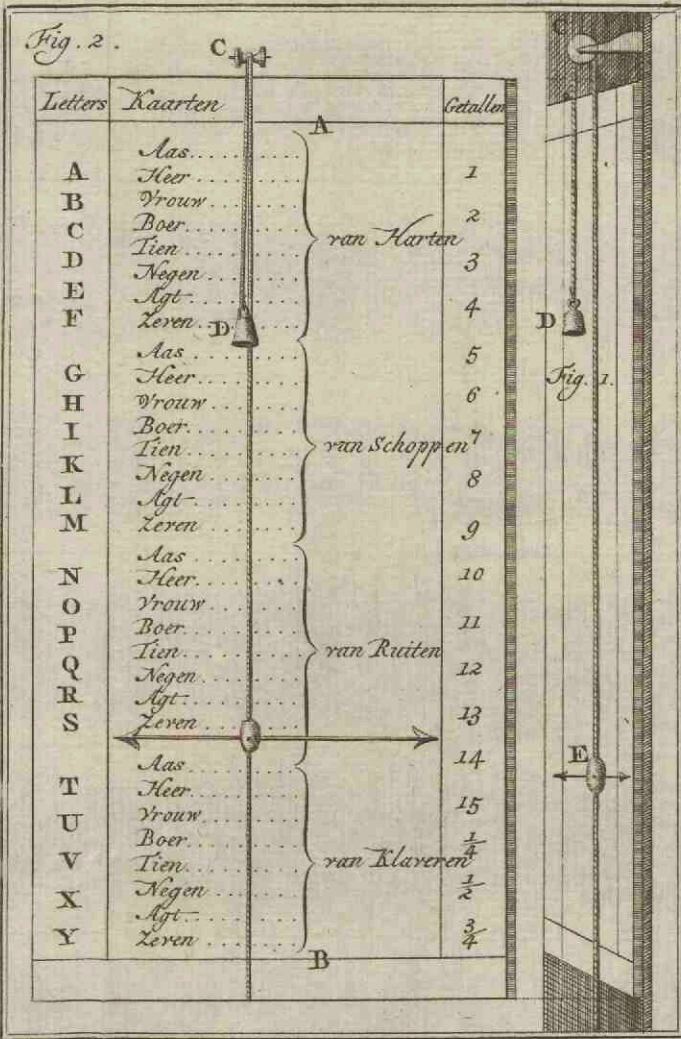 Fig. 2.
C
Letters Kaarten Getallen
A
Aas
A Heer 1
B Vrouw
C Boer 2
D Tien van Harten
Negen 3
E Agt 4
F Zeven
D
Aas 5
G Heer
H Vrouw 6
I Boer
Tien van Schoppen 7
K Negen 8
L Agt
M Zeven 9
Aas
N Heer 10
O Vrouw
P Boer 11
Tien van Ruiten
Q Negen 12
R Agt
S Zeven 13
Aas 14
T Heer
Vrouw 15
U Boer 1/4
V Tien van Klaveren
X Negen 1/2
Agt
Y Zeven 3/4
B
C
D
Fig. 1.
E